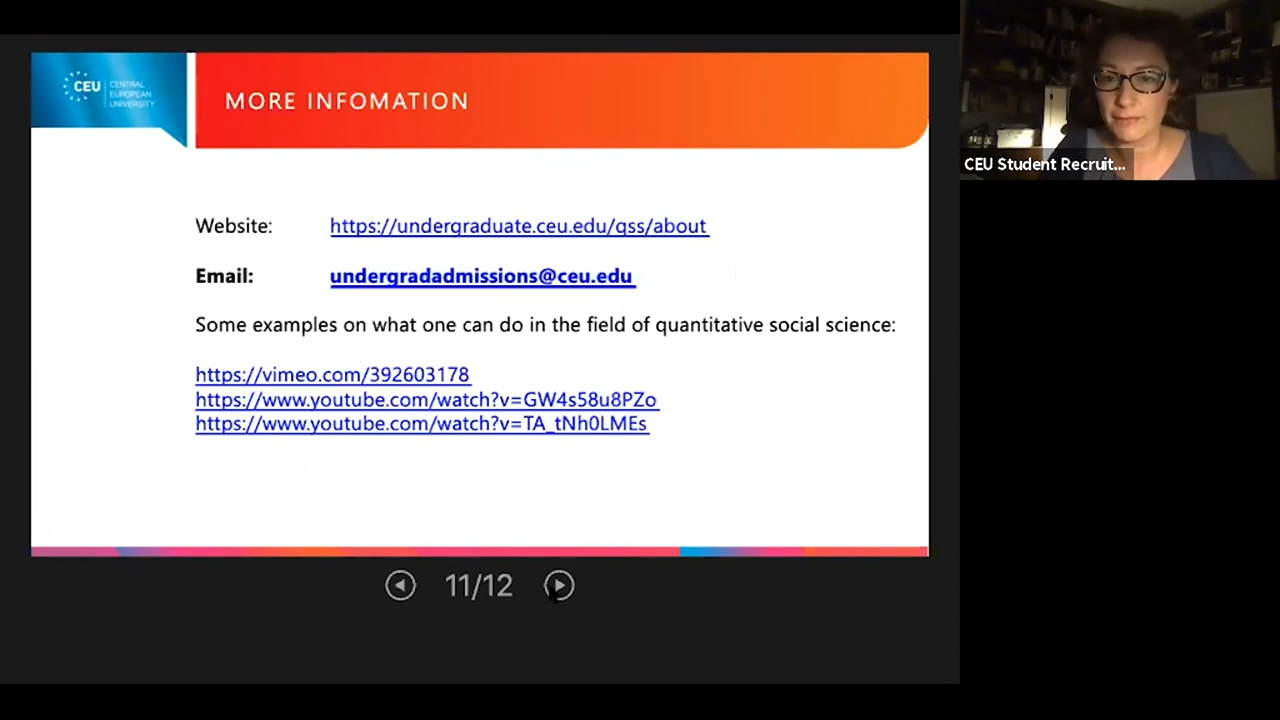 CEU
CENTRAL
EUROPEAN
UNIVERSITY
MORE INFOMATION
CEU Student Recruit...
Website: https://undergraduate.ceu.edu/qss/about
Email: undergradadmissions@ceu.edu
Some examples on what one can do in the field of quantitative social science:
https://vimeo.com/392603178
https://www.youtube.com/watch?v=GW4s58u8PZo
https://www.youtube.com/watch?v=TA_tNh0LMEs
11/12